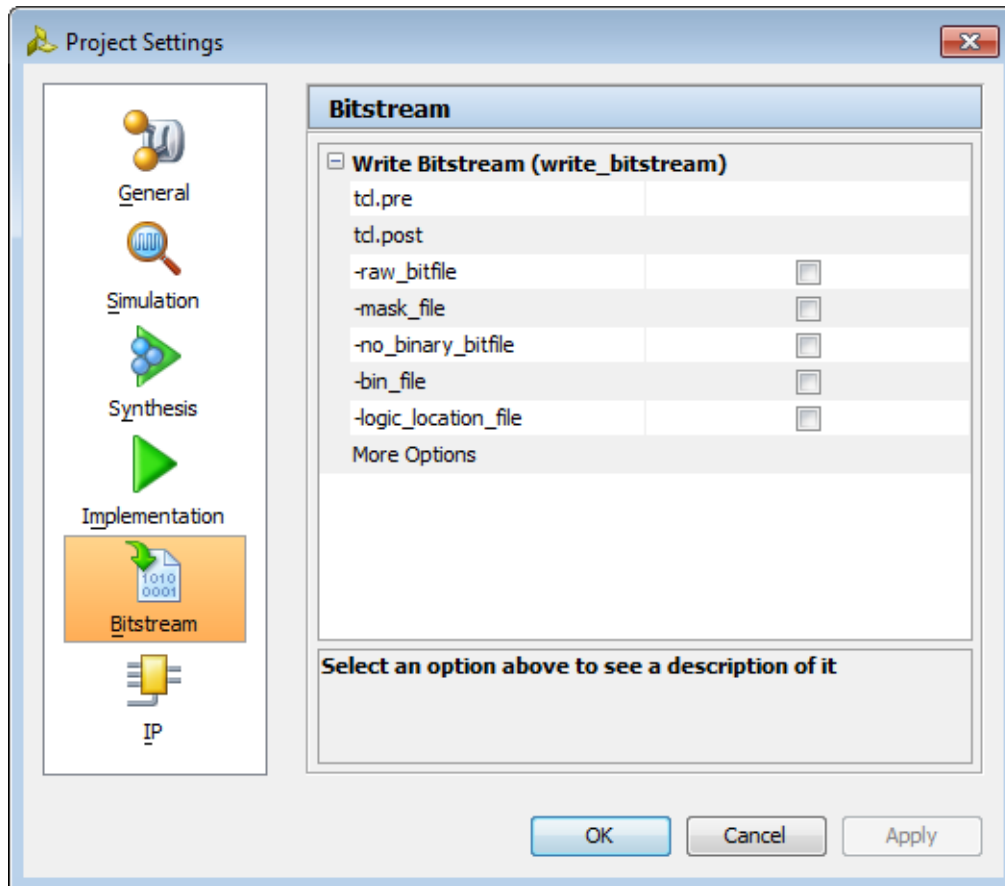 Project Settings
General
Simulation
Synthesis
Implementation
1010
0001
Bitstream
IP
Bitstream
Write Bitstream (write_bitstream)
tcl.pre
tcl.post
-raw_bitfile
-mask_file
-no_binary_bitfile
-bin_file
-logic_location_file
More Options
Select an option above to see a description of it
OK
Cancel
Apply